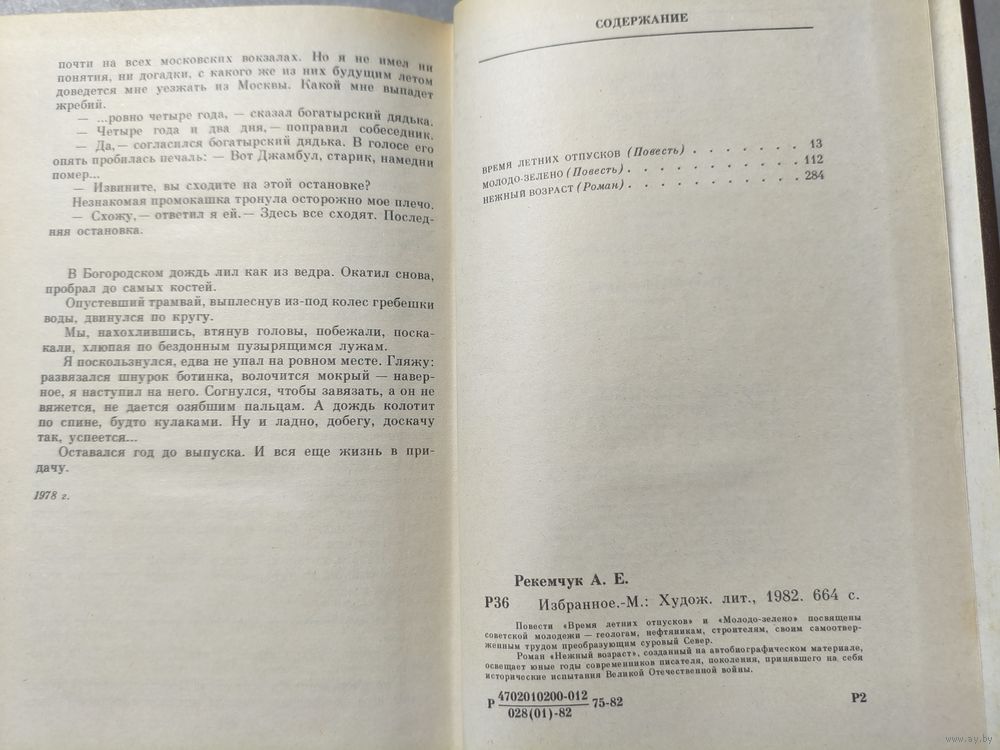 почти на всех московских вокзалах. Но я не имел ни
понятия, ни догадки, с какого же из них будущим летом
доведется мне уезжать из Москвы. Какой мне выпадет
жребий.
— ...ровно четыре года, — сказал богатырский дядька.
— Четыре года и два дня, — поправил собеседник.
— Да, — согласился богатырский дядька. В голосе его
опять пробилась печаль: — Вот Джамбул, старик, намедни
помер...
— Извините, вы сходите на этой остановке?
Незнакомая промокашка тронула осторожно мое плечо.
— Схожу, — ответил я ей. — Здесь все сходят. Послед-
няя остановка.
В Богородском дождь лил как из ведра. Окатил снова,
пробрал до самых костей.
Опустевший трамвай, выплеснув из-под колес гребешки
воды, двинулся по кругу.
Мы, нахохлившись, втянув головы, побежали, поска-
кали, хлюпая по бездонным пузырящимся лужам.
Я поскользнулся, едва не упал на ровном месте. Гляжу:
развязался шнурок ботинка, волочится мокрый — навер-
ное, я наступил на него. Согнулся, чтобы завязать, а он не
вяжется, не дается озябшим пальцам. А дождь колотит
по спине, будто кулаками. Ну и ладно, добегу, доскачу
так, успеется...
Оставался год до выпуска. И вся еще жизнь в при-
дачу.
1978 г.
СОДЕРЖАНИЕ
ВРЕМЯ ЛЕТНИХ ОТПУСКОВ (Повесть) . . . . . . . 13
МОЛОДО-ЗЕЛЕНО (Повесть) . . . . . . . . . . 112
НЕЖНЫЙ ВОЗРАСТ (Роман) . . . . . . . . . . 284
Рекемчук А. Е.
Р36 Избранное.-М.: Худож. лит., 1982. 664 с.
Повести «Время летних отпусков» и «Молодо-зелено» посвящены
советской молодежи — геологам, нефтяникам, строителям, своим самоотвер-
женным трудом преобразующим суровый Север.
Роман «Нежный возраст», созданный на автобиографическом материале,
освещает юные годы современников писателя, поколения, принявшего на себя
исторические испытания Великой Отечественной войны.
Р 4702010200-012 75-82
028(01)-82
Р2
www.ay.by